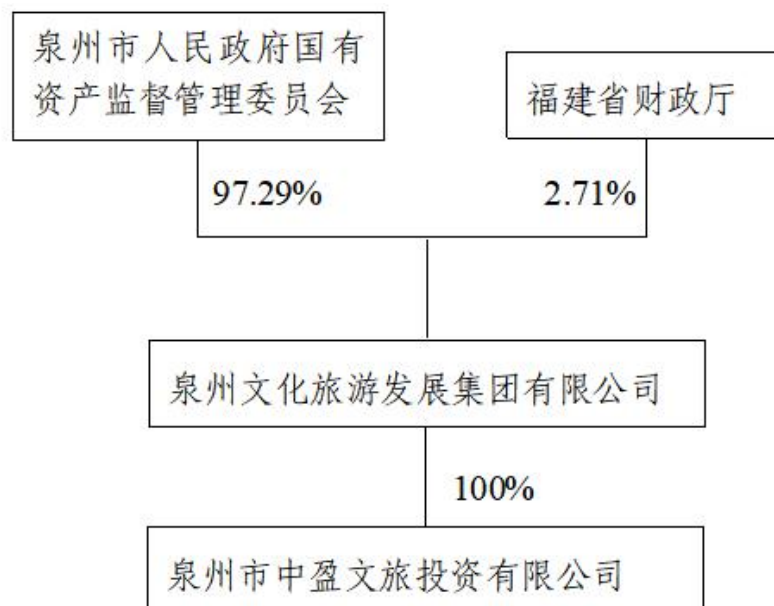 泉州市人民政府国有
资产监督管理委员会
福建省财政厅
97.29%
2.71%
泉州文化旅游发展集团有限公司
100%
泉州市中盈文旅投资有限公司